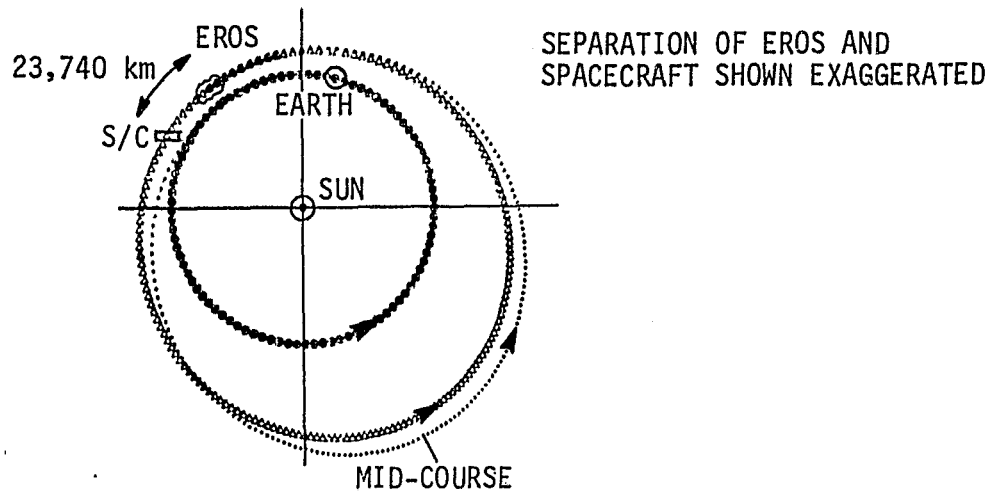 EROS
23,740 km
SEPARATION OF EROS AND
SPACECRAFT SHOWN EXAGGERATED
EARTH
S/C
SUN
MID-COURSE